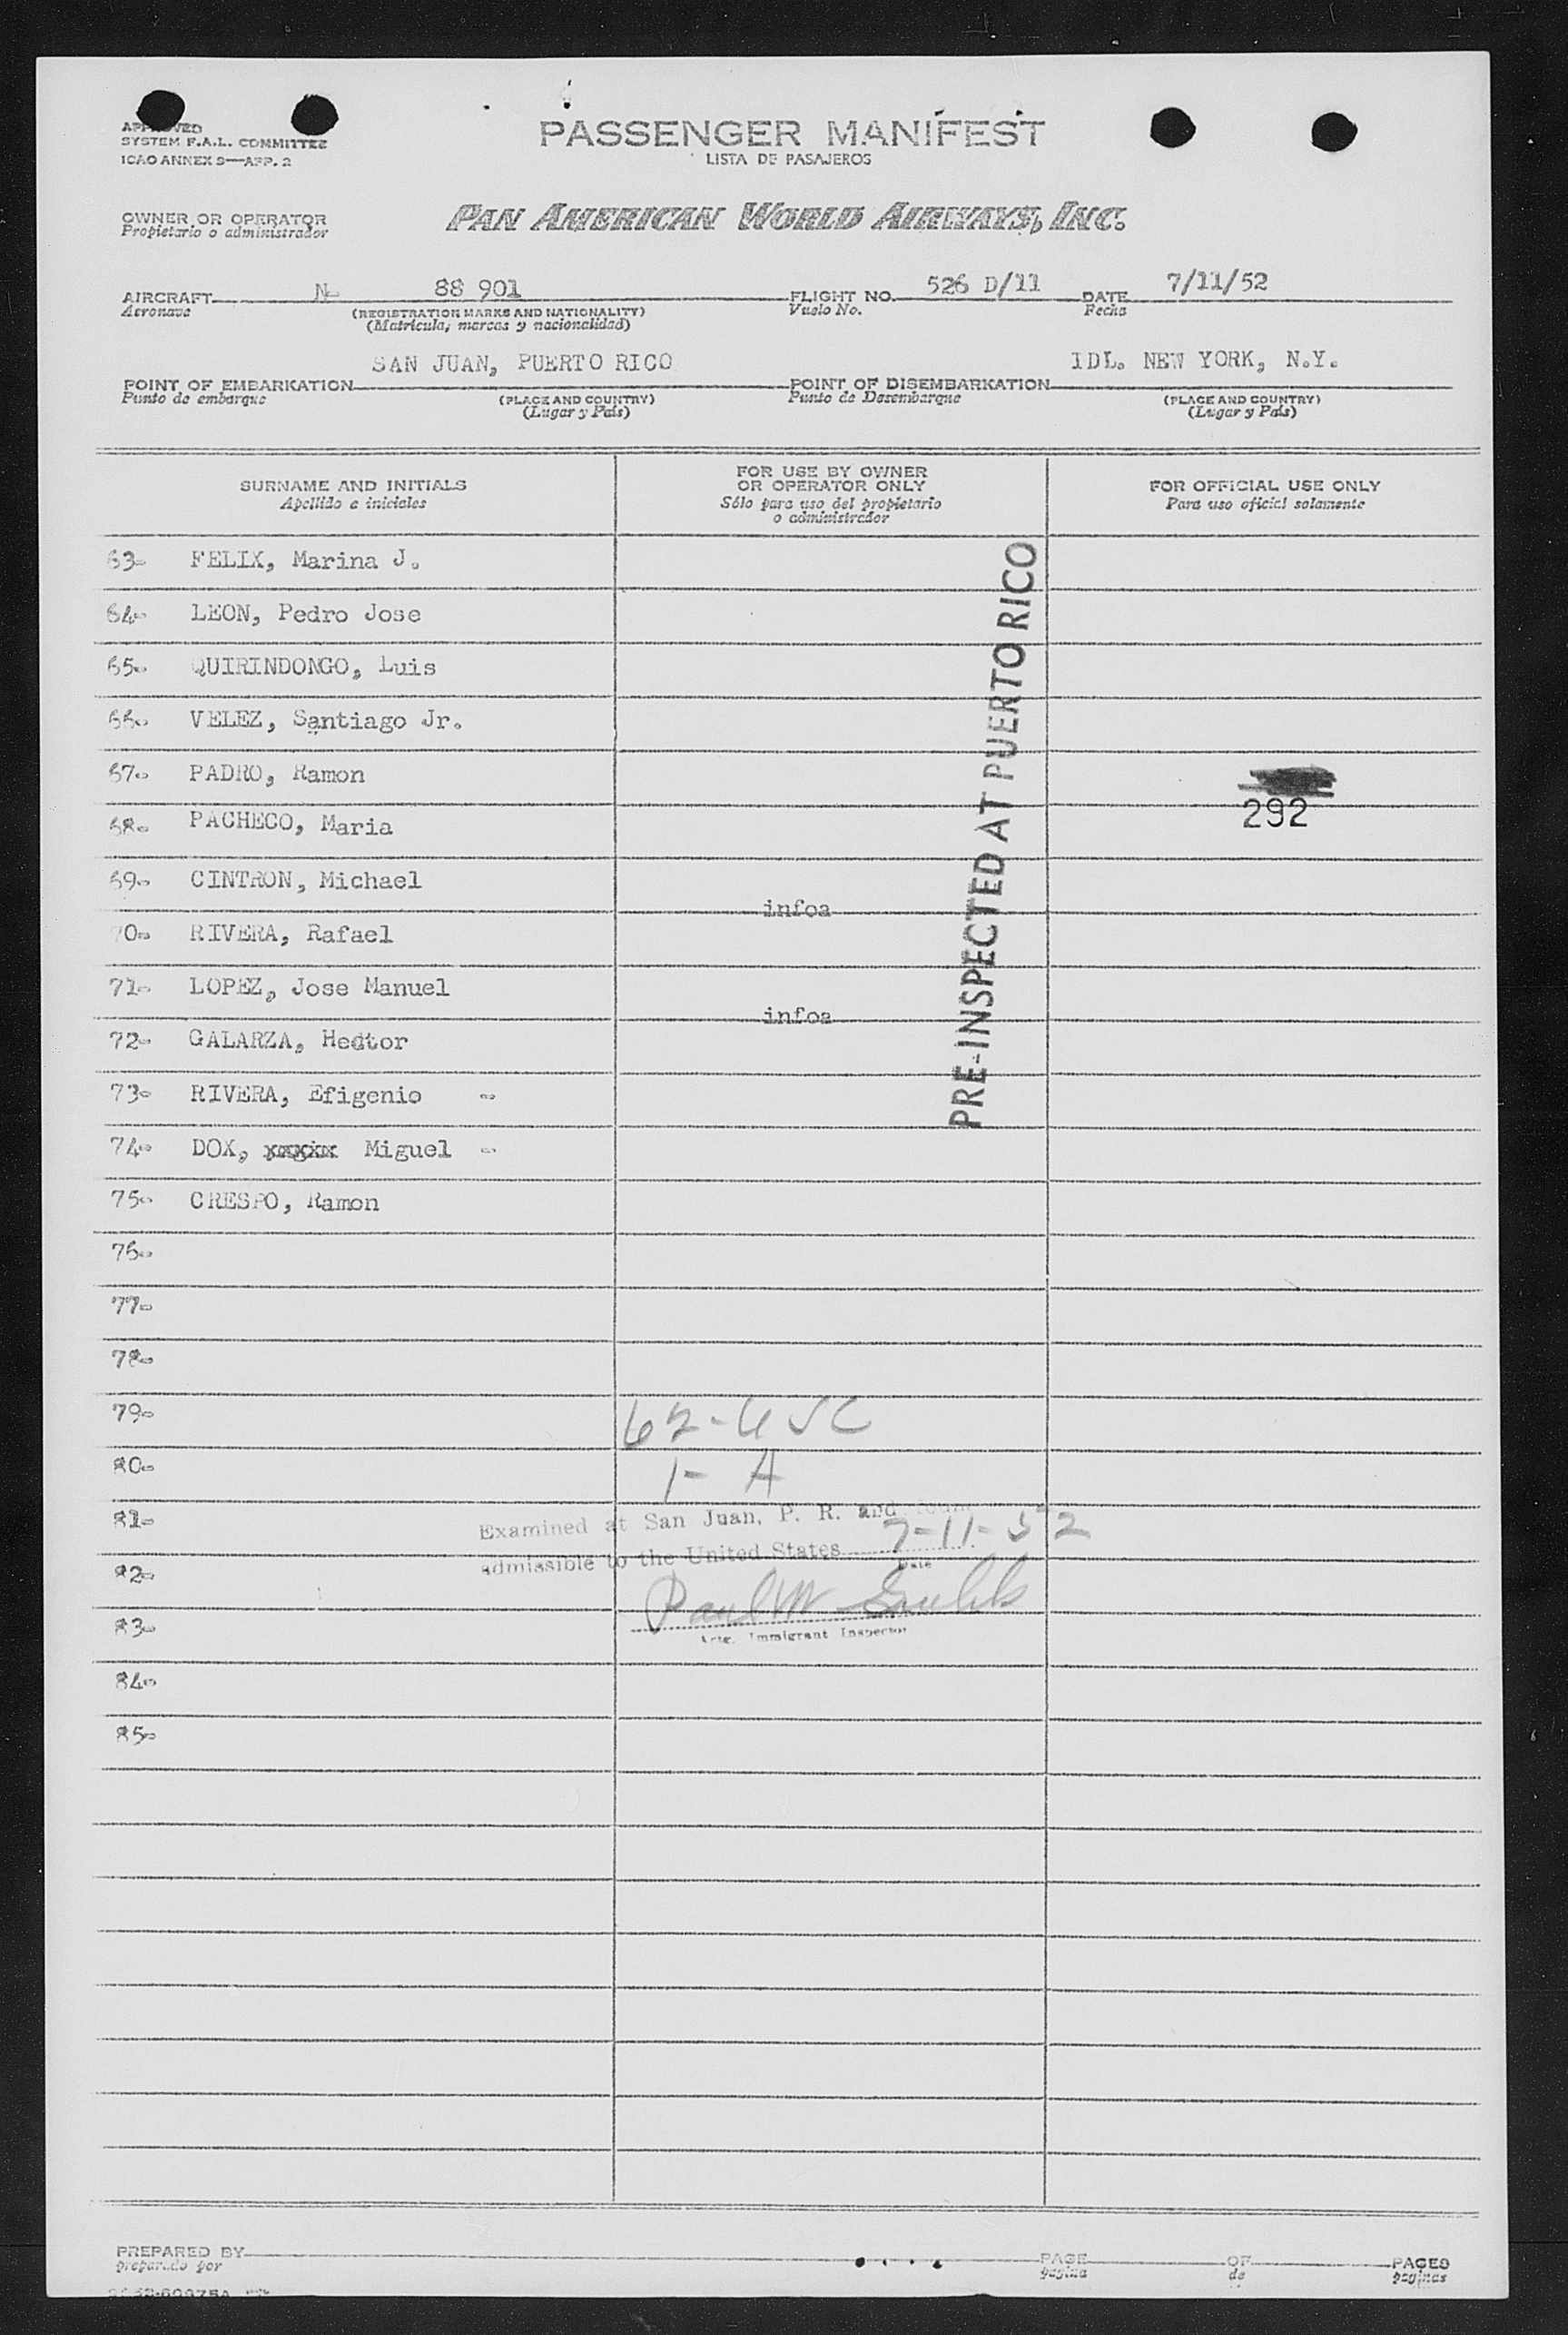 APPROVED
SYSTEM F.A.L. COMMITTEE
ICAO ANNEX 9—APP. 2
PASSENGER MANIFEST
LISTA DE PASAJEROS
OWNER OR OPERATOR
Propietario o administrador
PAN AMERICAN WORLD AIRWAYS, INC.
AIRCRAFT N- 88 901 FLIGHT NO. 526 D/11 DATE 7/11/52
Aeronave (REGISTRATION MARKS AND NATIONALITY) Vuelo No. Fecha
(Matrícula, marcas y nacionalidad)
POINT OF EMBARKATION SAN JUAN, PUERTO RICO POINT OF DISEMBARKATION IDL. NEW YORK, N.Y.
Punto de embarque (PLACE AND COUNTRY) Punto de Desembarque (PLACE AND COUNTRY)
(Lugar y País) (Lugar y País)
SURNAME AND INITIALS
Apellido e iniciales
FOR USE BY OWNER
OR OPERATOR ONLY
Sólo para uso del propietario
o administrador
FOR OFFICIAL USE ONLY
Para uso oficial solamente
63- FELIX, Marina J.
64- LEON, Pedro Jose
65- QUIRINDONGO, Luis
66- VELEZ, Santiago Jr.
67- PADRO, Ramon
68- PACHECO, Maria
292
69- CINTRON, Michael
infoa
70- RIVERA, Rafael
71- LOPEZ, Jose Manuel
infoa
72- GALARZA, Hedtor
73- RIVERA, Efigenio -
74- DOX, Miguel -
75- CRESPO, Ramon
PRE-INSPECTED AT PUERTO RICO
76-
77-
78-
79-
62-USC
80-
1- A
81-
Examined at San Juan, P. R. and found
admissible to the United States 7-11-52
Date
82-
Paul W
83-
Immigrant Inspector
84-
85-
PREPARED BY PAGE OF PAGES
preparado por página de páginas